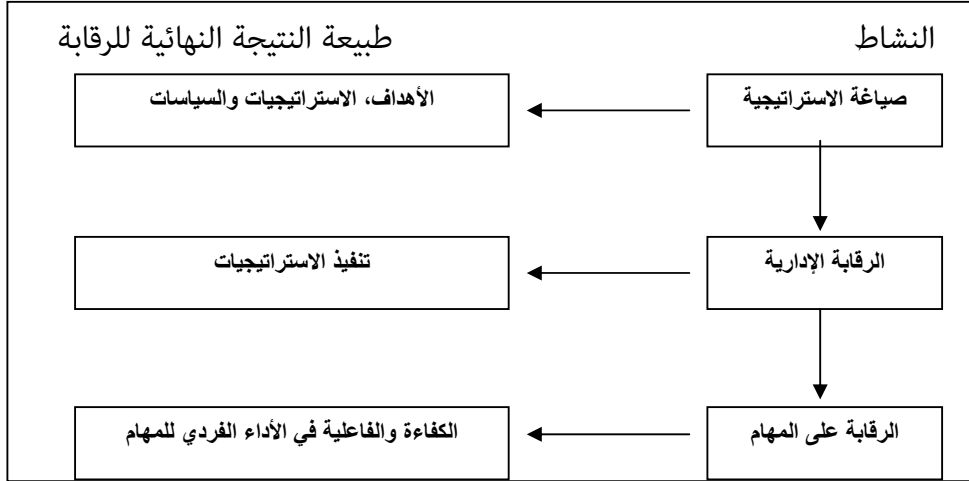 النشاط
طبيعة النتيجة النهائية للرقابة
صياغة الاستراتيجية
الأهداف، الاستراتيجيات والسياسات
الرقابة الإدارية
تنفيذ الاستراتيجيات
الرقابة على المهام
الكفاءة والفاعلية في الأداء الفردي للمهام